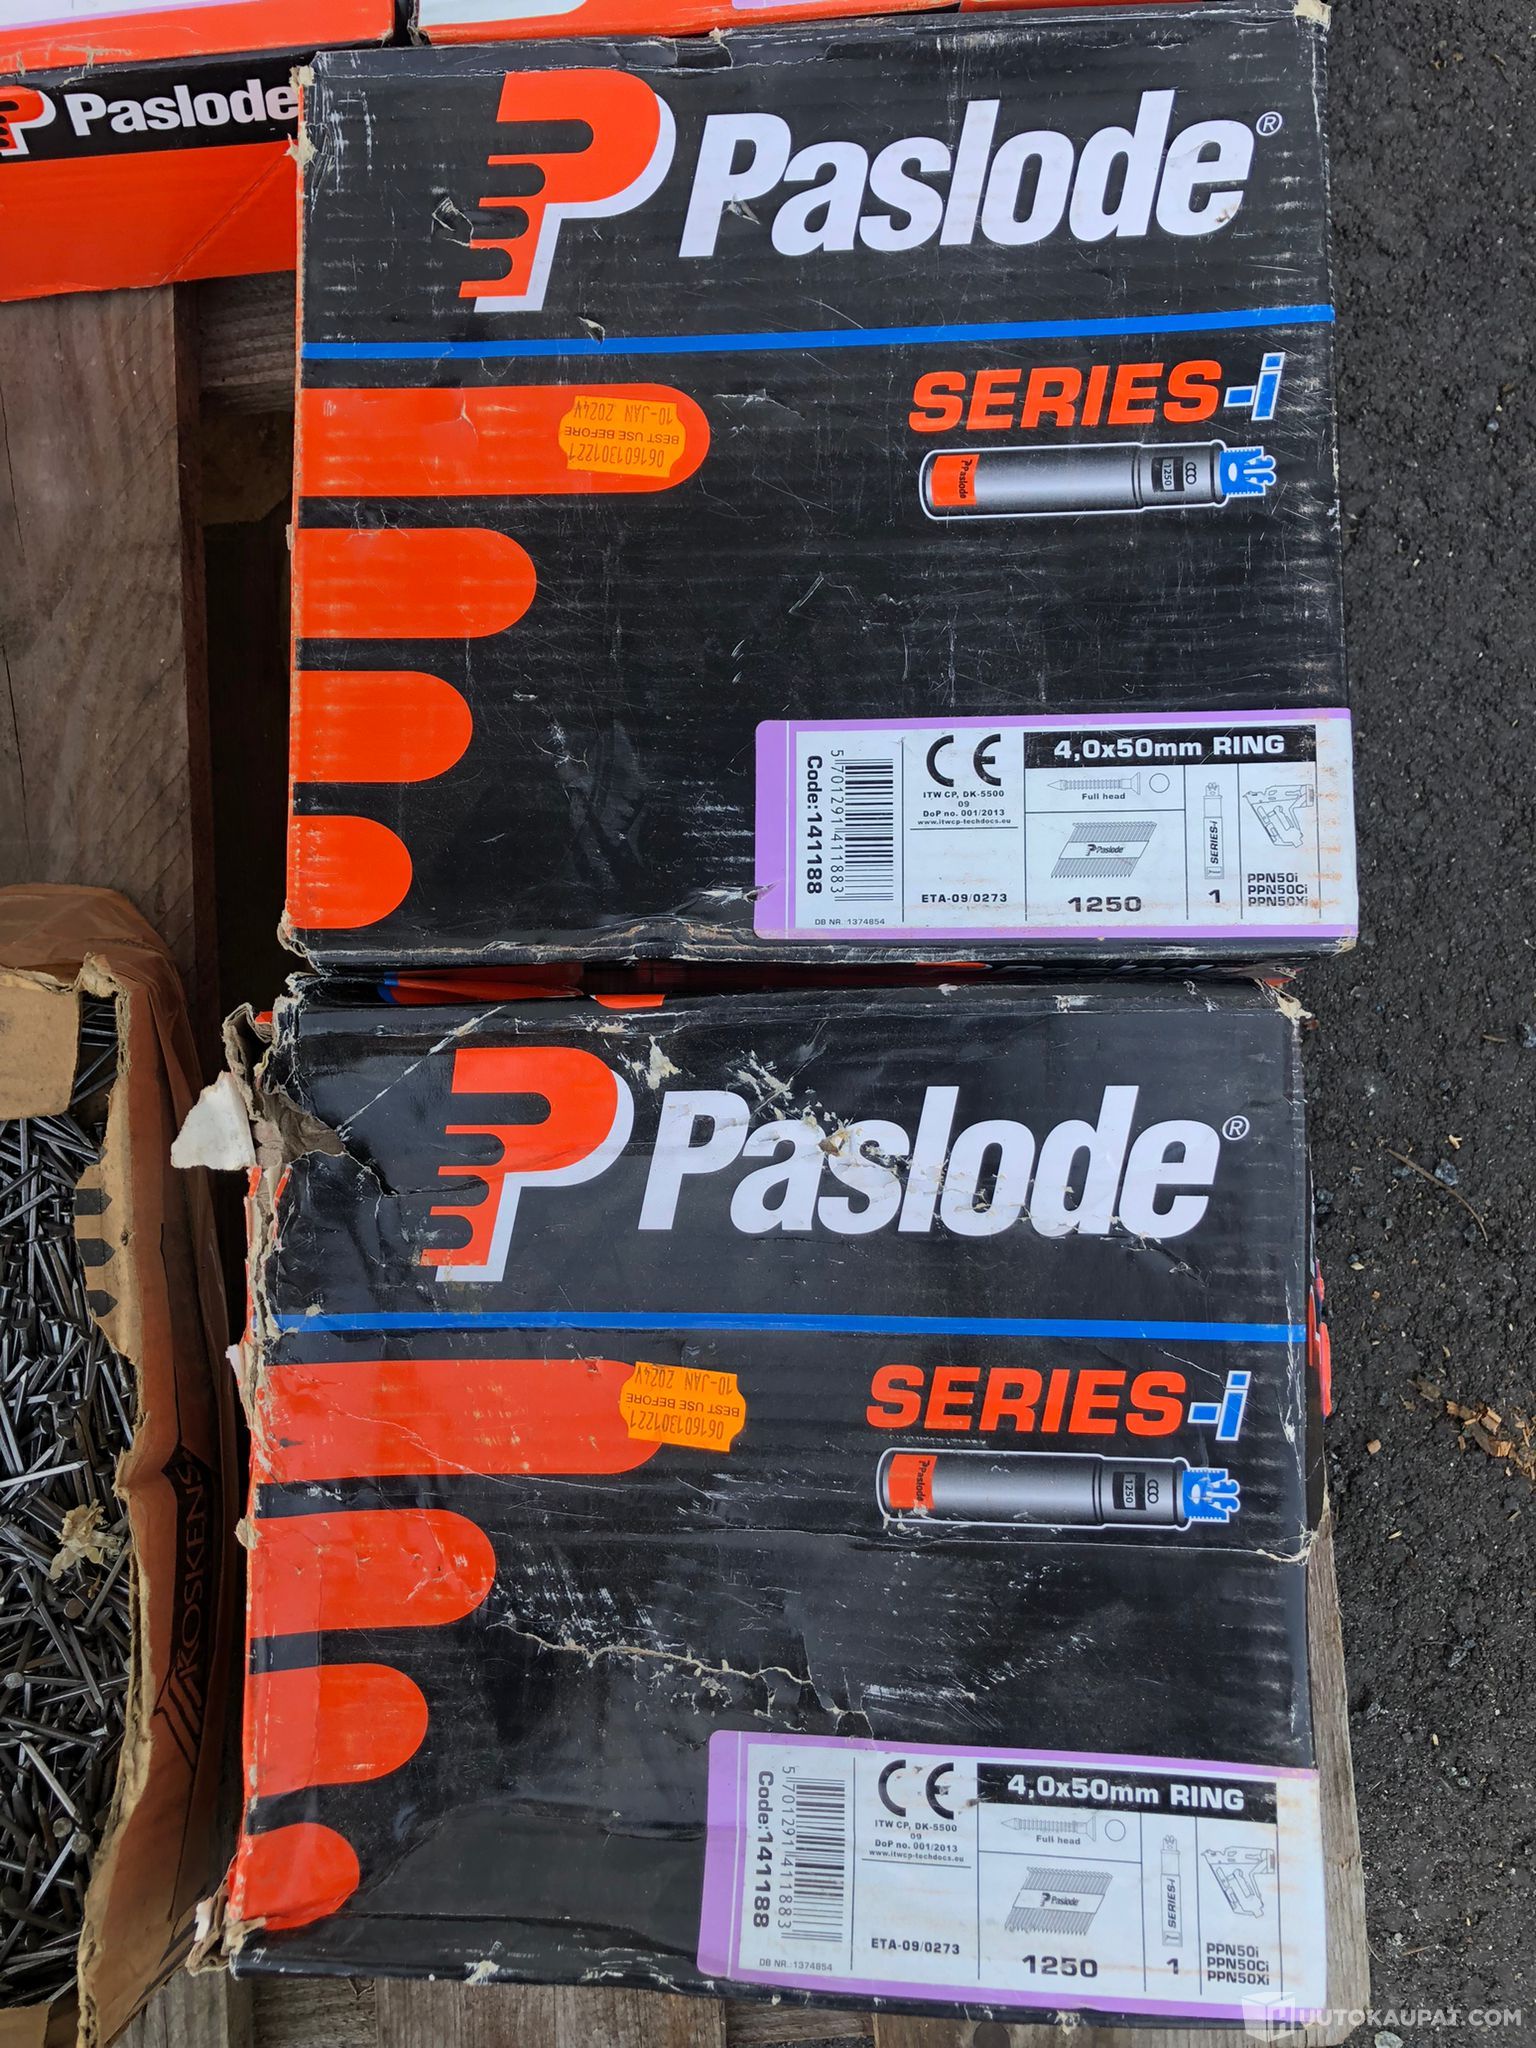 Paslode
Paslode®
SERIES-i
061601301221
BEST USE BEFORE
10-JAN 2024V
Paslode
1250
Code:141188
5 701291 411883
DB NR. 1374854
CE
ITW CP, DK-5500
09
DoP no. 001/2013
www.itwcp-techdocs.eu
ETA-09/0273
4,0x50mm RING
Full head
Paslode
1250
SERIES-i
1
PPN50i
PPN50Ci
PPN50Xi
Paslode®
SERIES-i
061601301221
BEST USE BEFORE
10-JAN 2024V
Paslode
1250
Code:141188
5 701291 411883
DB NR. 1374854
CE
ITW CP, DK-5500
09
DoP no. 001/2013
www.itwcp-techdocs.eu
ETA-09/0273
4,0x50mm RING
Full head
Paslode
1250
SERIES-i
1
PPN50i
PPN50Ci
PPN50Xi
KOSKENS
HUUTOKAUPAT.COM